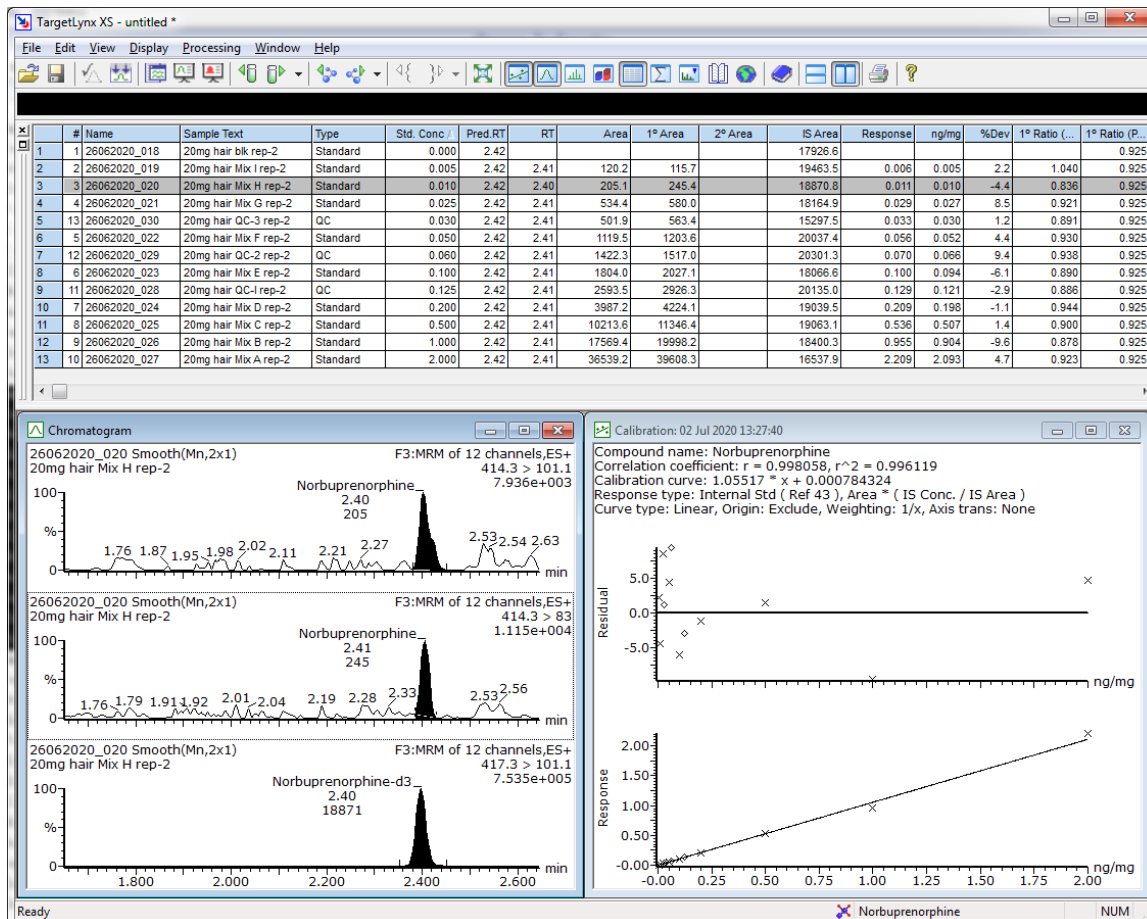 TargetLynx XS - untitled *
File Edit View Display Processing Window Help
# Name Sample Text Type Std. Conc Pred.RT RT Area 1º Area 2º Area IS Area Response ng/mg %Dev 1º Ratio (... 1º Ratio (P...
1 1 26062020_018 20mg hair blk rep-2 Standard 0.000 2.42 17926.6 0.925
2 2 26062020_019 20mg hair Mix I rep-2 Standard 0.005 2.42 2.41 120.2 115.7 19463.5 0.006 0.005 2.2 1.040 0.925
3 3 26062020_020 20mg hair Mix H rep-2 Standard 0.010 2.42 2.40 205.1 245.4 18870.8 0.011 0.010 -4.4 0.836 0.925
4 4 26062020_021 20mg hair Mix G rep-2 Standard 0.025 2.42 2.41 534.4 580.0 18164.9 0.029 0.027 8.5 0.921 0.925
5 13 26062020_030 20mg hair QC-3 rep-2 QC 0.030 2.42 2.41 501.9 563.4 15297.5 0.033 0.030 1.2 0.891 0.925
6 5 26062020_022 20mg hair Mix F rep-2 Standard 0.050 2.42 2.41 1119.5 1203.6 20037.4 0.056 0.052 4.4 0.930 0.925
7 12 26062020_029 20mg hair QC-2 rep-2 QC 0.060 2.42 2.41 1422.3 1517.0 20301.3 0.070 0.066 9.4 0.938 0.925
8 6 26062020_023 20mg hair Mix E rep-2 Standard 0.100 2.42 2.41 1804.0 2027.1 18066.6 0.100 0.094 -6.1 0.890 0.925
9 11 26062020_028 20mg hair QC-I rep-2 QC 0.125 2.42 2.41 2593.5 2926.3 20135.0 0.129 0.121 -2.9 0.886 0.925
10 7 26062020_024 20mg hair Mix D rep-2 Standard 0.200 2.42 2.41 3987.2 4224.1 19039.5 0.209 0.198 -1.1 0.944 0.925
11 8 26062020_025 20mg hair Mix C rep-2 Standard 0.500 2.42 2.41 10213.6 11346.4 19063.1 0.536 0.507 1.4 0.900 0.925
12 9 26062020_026 20mg hair Mix B rep-2 Standard 1.000 2.42 2.41 17569.4 19998.2 18400.3 0.955 0.904 -9.6 0.878 0.925
13 10 26062020_027 20mg hair Mix A rep-2 Standard 2.000 2.42 2.41 36539.2 39608.3 16537.9 2.209 2.093 4.7 0.923 0.925
Chromatogram
26062020_020 Smooth(Mn,2x1) F3:MRM of 12 channels,ES+
20mg hair Mix H rep-2 414.3 > 101.1
7.936e+003
Norbuprenorphine
2.40
205
100
%
0
1.76 1.87 1.95 1.98 2.02 2.11 2.21 2.27 2.53 2.54 2.63
min
26062020_020 Smooth(Mn,2x1) F3:MRM of 12 channels,ES+
20mg hair Mix H rep-2 414.3 > 83
1.115e+004
Norbuprenorphine
2.41
245
100
%
0
1.76 1.79 1.91 1.92 2.01 2.04 2.19 2.28 2.33 2.53 2.56
min
26062020_020 Smooth(Mn,2x1) F3:MRM of 12 channels,ES+
20mg hair Mix H rep-2 417.3 > 101.1
7.535e+005
Norbuprenorphine-d3
2.40
18871
100
%
0
min
1.800 2.000 2.200 2.400 2.600
Calibration: 02 Jul 2020 13:27:40
Compound name: Norbuprenorphine
Correlation coefficient: r = 0.998058, r^2 = 0.996119
Calibration curve: 1.05517 * x + 0.000784324
Response type: Internal Std ( Ref 43 ), Area * ( IS Conc. / IS Area )
Curve type: Linear, Origin: Exclude, Weighting: 1/x, Axis trans: None
Residual
5.0
0.0
-5.0
ng/mg
-0.00 0.25 0.50 0.75 1.00 1.25 1.50 1.75 2.00
Response
2.00
1.50
1.00
0.50
-0.00
ng/mg
-0.00 0.25 0.50 0.75 1.00 1.25 1.50 1.75 2.00
Ready Norbuprenorphine NUM